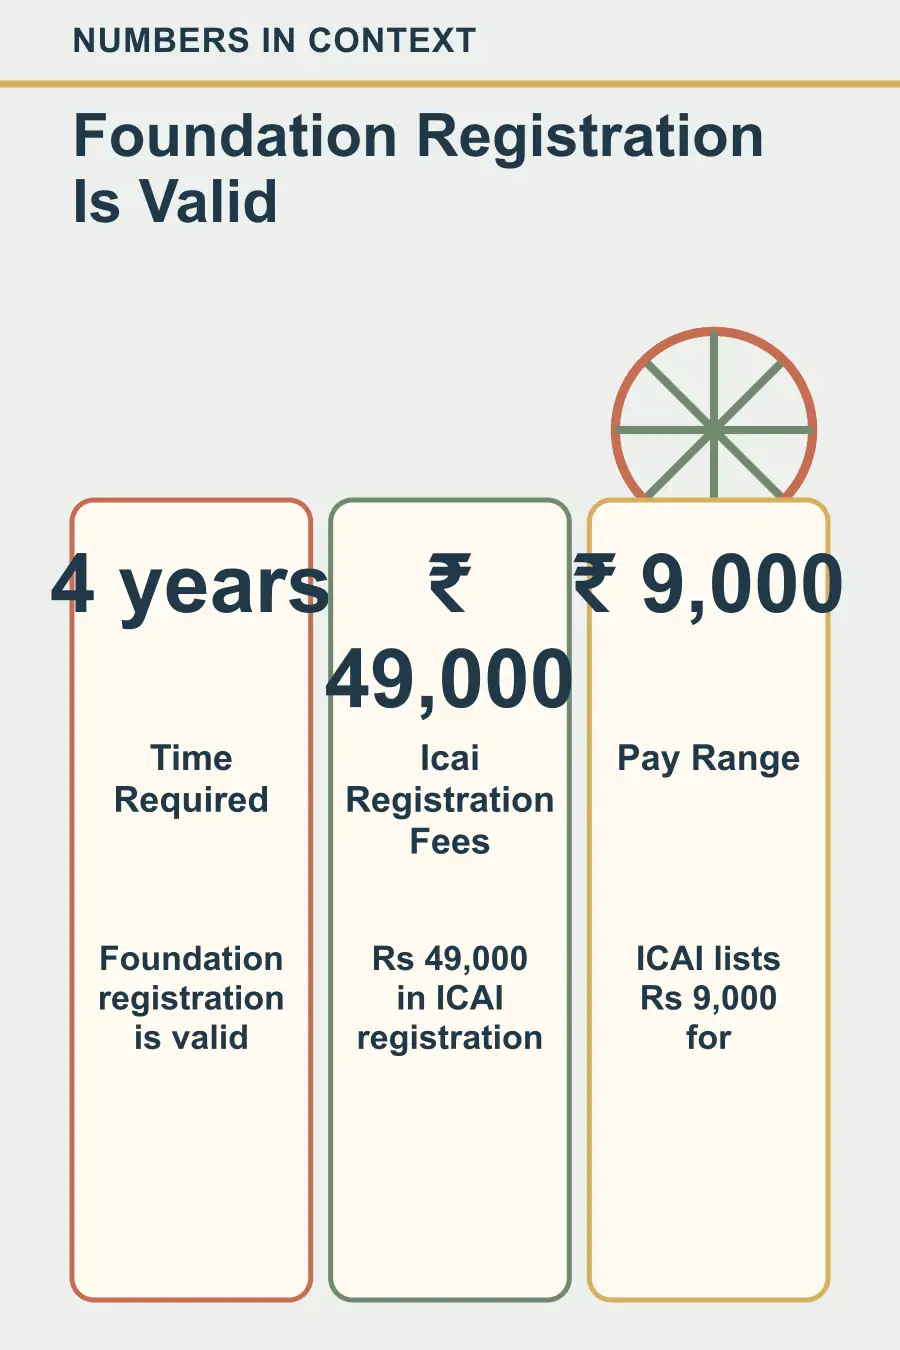 NUMBERS IN CONTEXT
Foundation Registration
Is Valid
4 years
Time
Required
Foundation
registration
is valid
₹
49,000
Icai
Registration
Fees
Rs 49,000
in ICAI
registration
₹ 9,000
Pay Range
ICAI lists
Rs 9,000
for